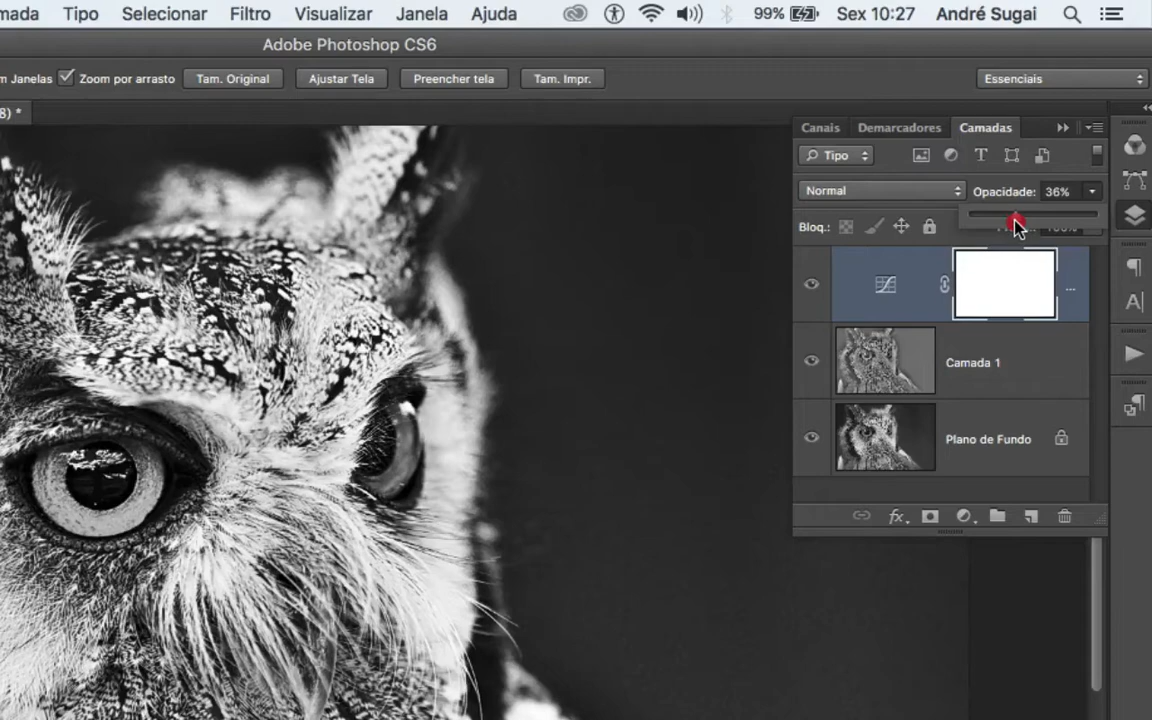 mada Tipo Selecionar Filtro Visualizar Janela Ajuda 99% Sex 10:27 André Sugai
Adobe Photoshop CS6
m Janelas Zoom por arrasto Tam. Original Ajustar Tela Preencher tela Tam. Impr. Essenciais
8) *
Canais Demarcadores Camadas
Tipo
Normal Opacidade: 36%
Bloq.:
...
Camada 1
Plano de Fundo
fx